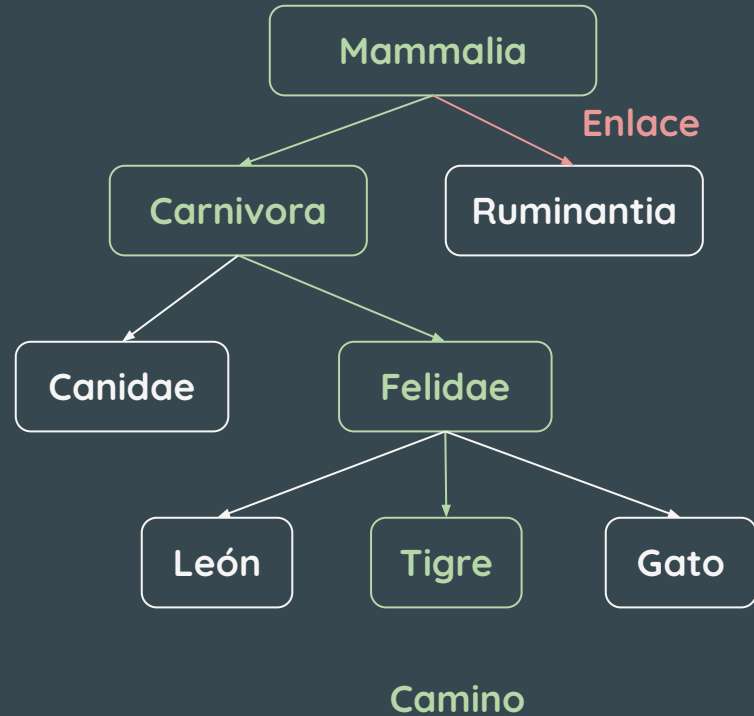 Mammalia
Enlace
Carnivora
Ruminantia
Canidae
Felidae
León
Tigre
Gato
Camino